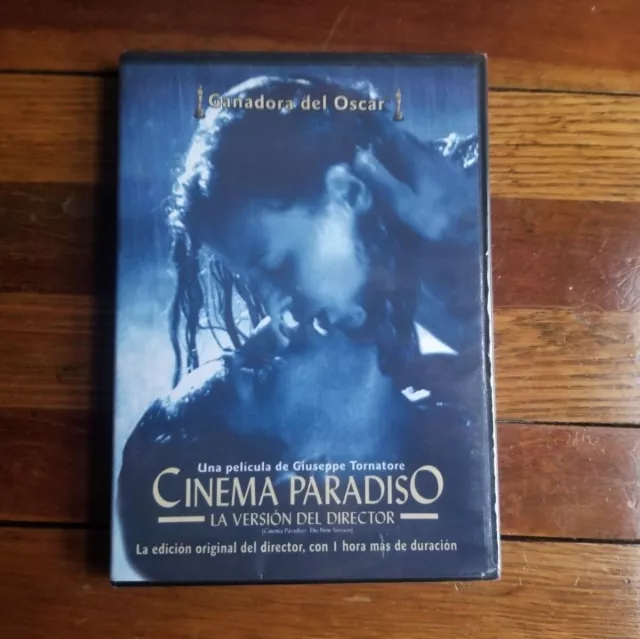 Ganadora del Oscar
Una película de Giuseppe Tornatore
CINEMA PARADISO
LA VERSIÓN DEL DIRECTOR
(Cinema Paradiso: The New Version)
La edición original del director, con 1 hora más de duración